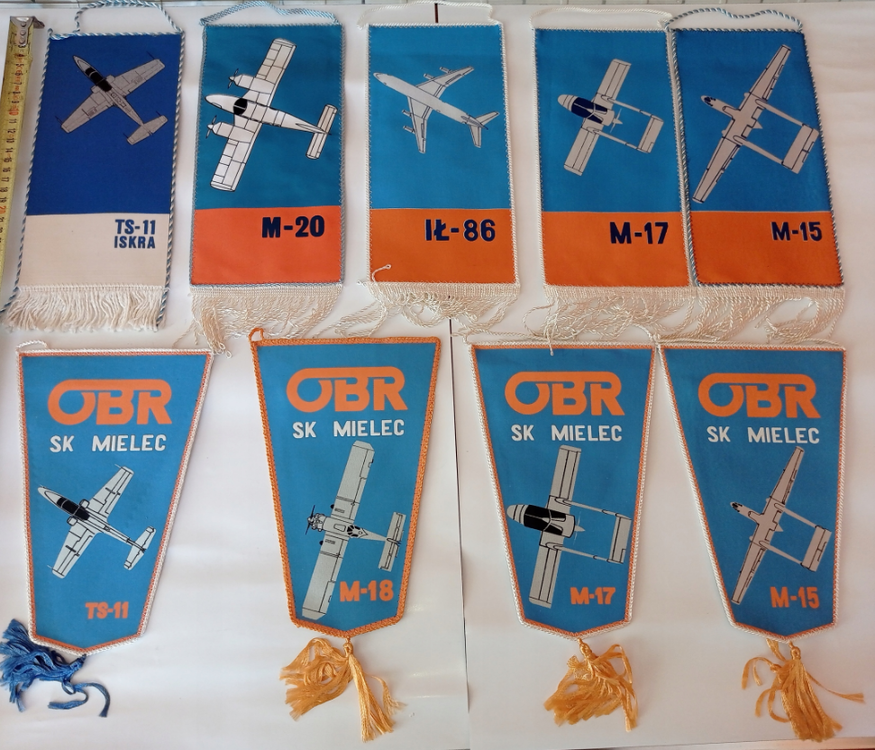 TS-11
ISKRA
M-20
IŁ-86
M-17
M-15
OBR
SK MIELEC
TS-11
OBR
SK MIELEC
M-18
OBR
SK MIELEC
M-17
OBR
SK MIELEC
M-15